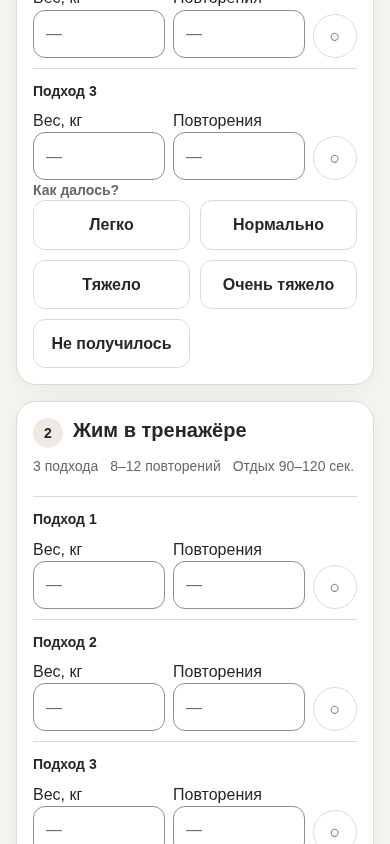 Вес, кг Повторения
— — ○
Подход 3
Вес, кг Повторения
— — ○
Как далось?
Легко Нормально
Тяжело Очень тяжело
Не получилось
2 Жим в тренажёре
3 подхода 8–12 повторений Отдых 90–120 сек.
Подход 1
Вес, кг Повторения
— — ○
Подход 2
Вес, кг Повторения
— — ○
Подход 3
Вес, кг Повторения
— — ○